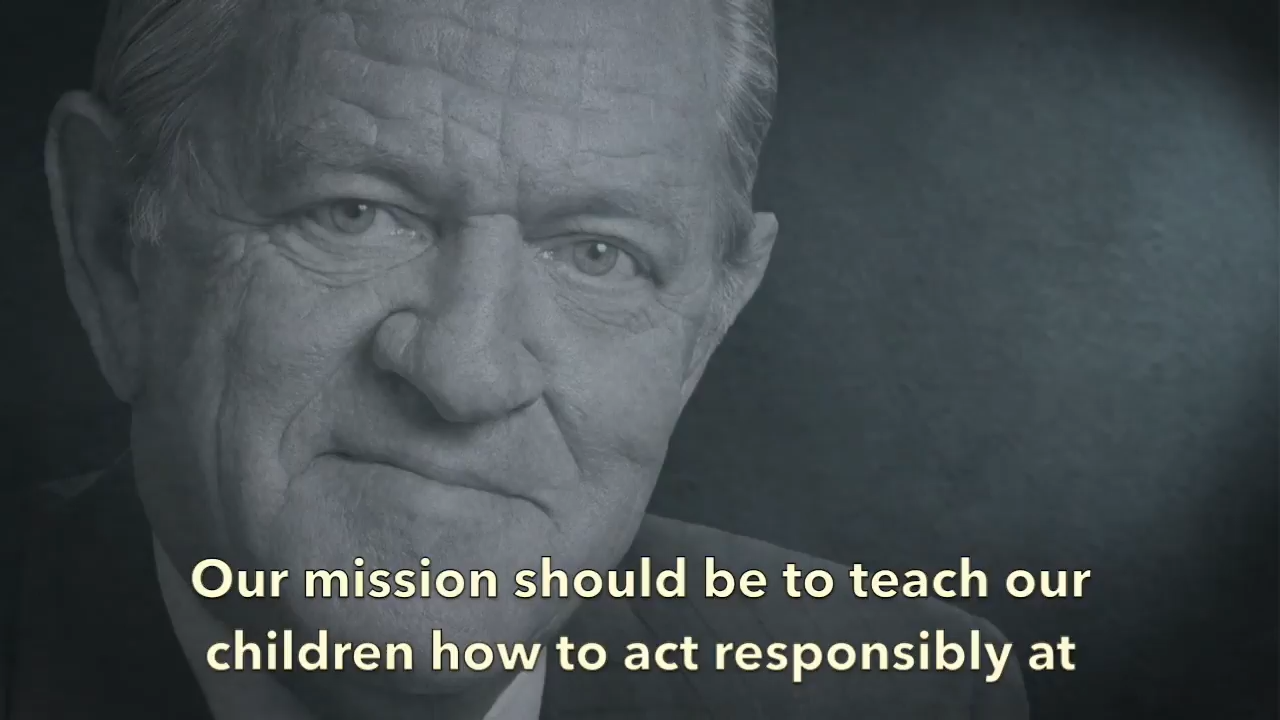 Our mission should be to teach our
children how to act responsibly at